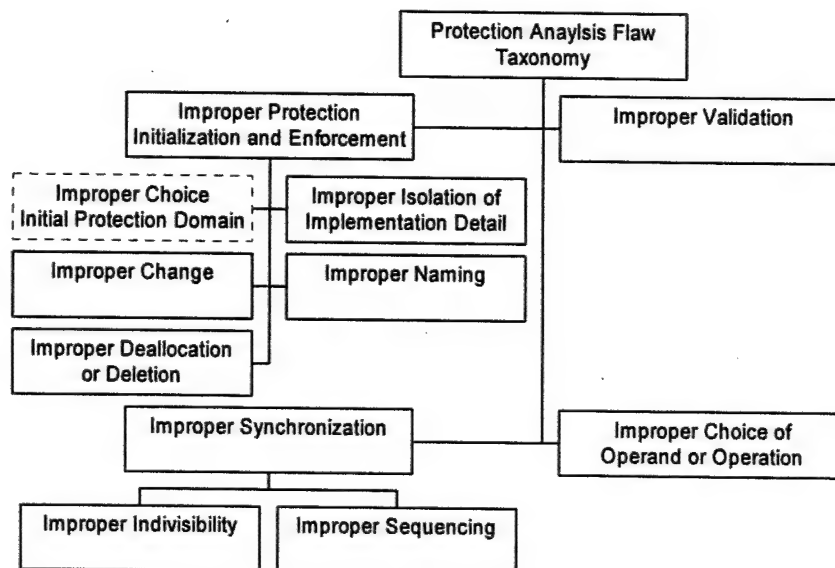 Protection Anaylsis Flaw
Taxonomy
Improper Protection
Initialization and Enforcement
Improper Validation
Improper Choice
Initial Protection Domain
Improper Isolation of
Implementation Detail
Improper Change
Improper Naming
Improper Deallocation
or Deletion
Improper Synchronization
Improper Choice of
Operand or Operation
Improper Indivisibility
Improper Sequencing